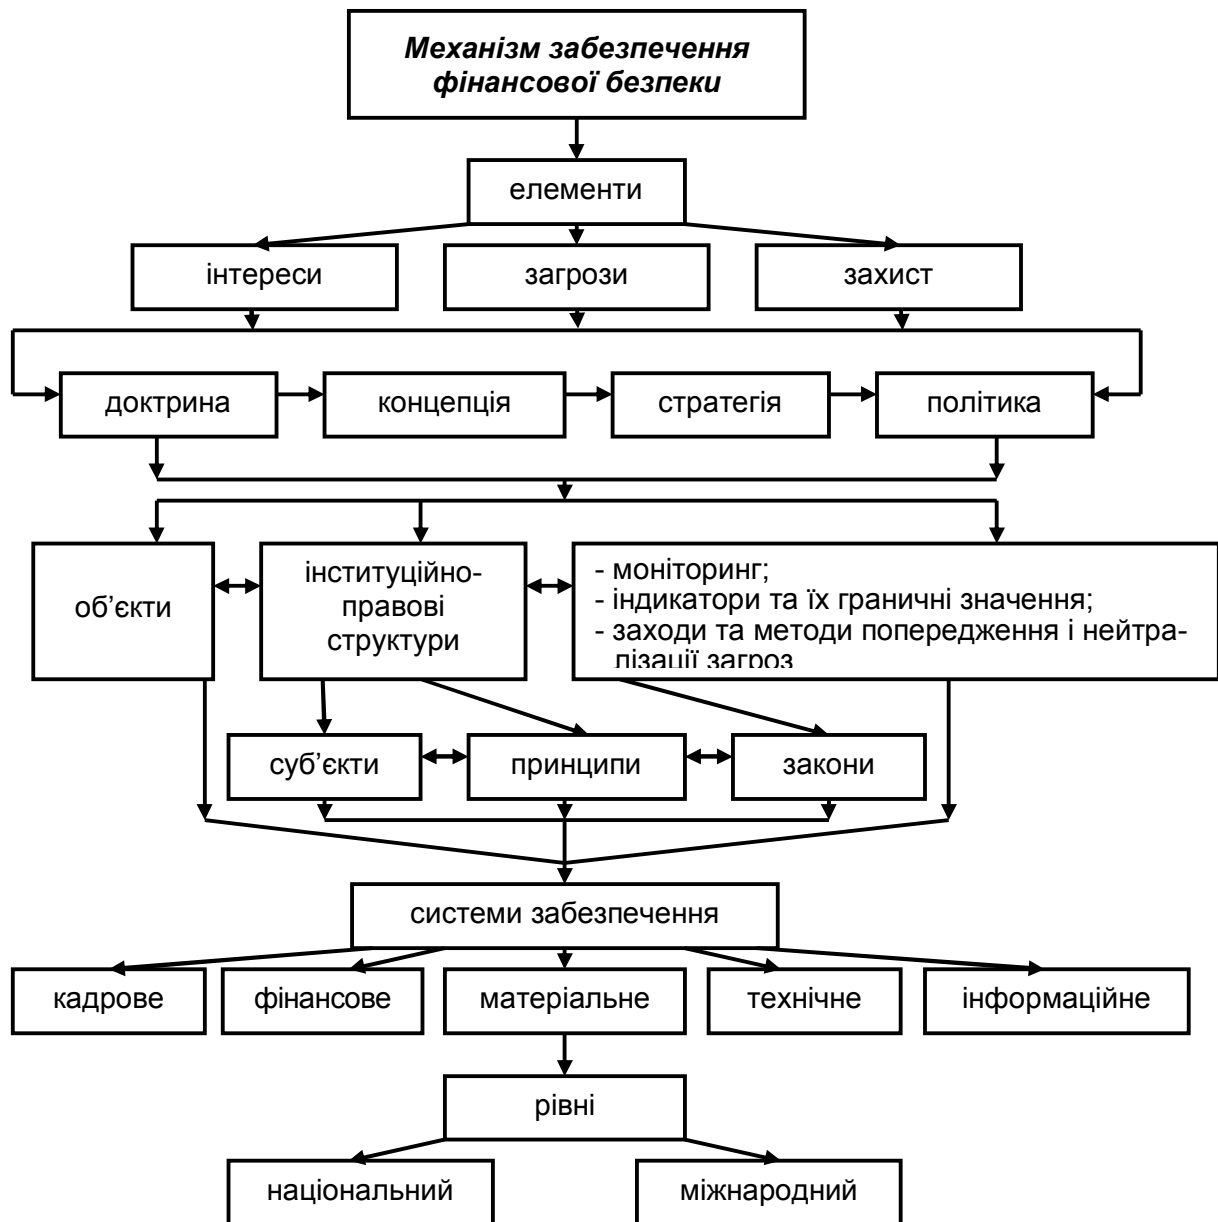 Механізм забезпечення
фінансової безпеки
елементи
інтереси
загрози
захист
доктрина
концепція
стратегія
політика
об’єкти
інституційно-
правові
структури
- моніторинг;
- індикатори та їх граничні значення;
- заходи та методи попередження і нейтра-
лізації загроз
суб’єкти
принципи
закони
системи забезпечення
кадрове
фінансове
матеріальне
технічне
інформаційне
рівні
національний
міжнародний